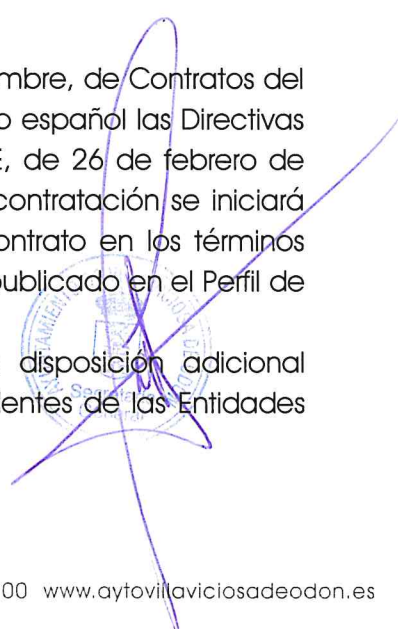 mbre, de Contratos del
o español las Directivas
E, de 26 de febrero de
contratación se iniciará
ontrato en los términos
publicado en el Perfil de
disposición adicional
entes de las Entidades
00 www.aytovillaviciosadeodon.es